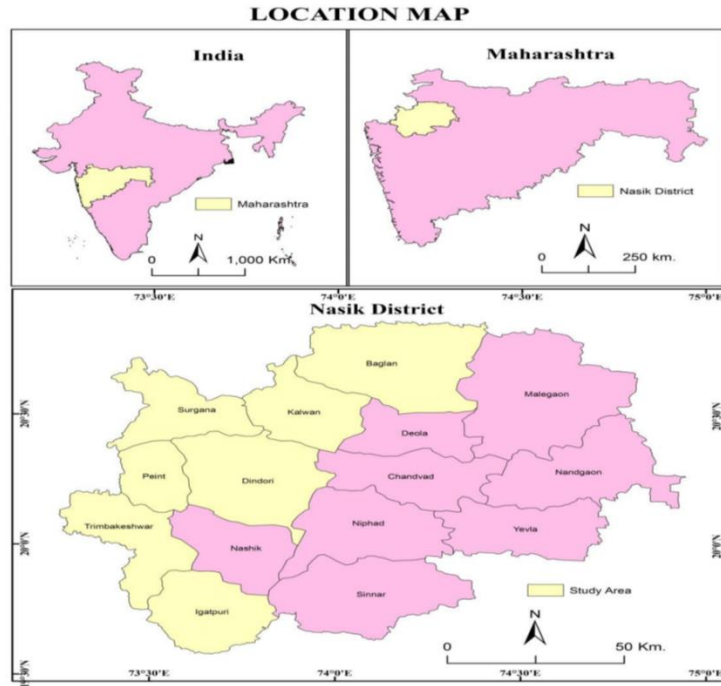 LOCATION MAP
India
Maharashtra
N
0 1,000 Km.
Maharashtra
Nasik District
N
0 250 km.
73°30'E 74°0'E 74°30'E 75°0'E
Nasik District
Baglan
Malegaon
20°30'N 20°30'N
Surgana
Kalwan
Deola
Peint
Dindori
Chandvad
Nandgaon
Trimbakeshwar
Niphad
Yevla
20°0'N 20°0'N
Nashik
Igatpuri
Sinnar
Study Area
N
0 50 Km.
73°30'E 74°0'E 74°30'E